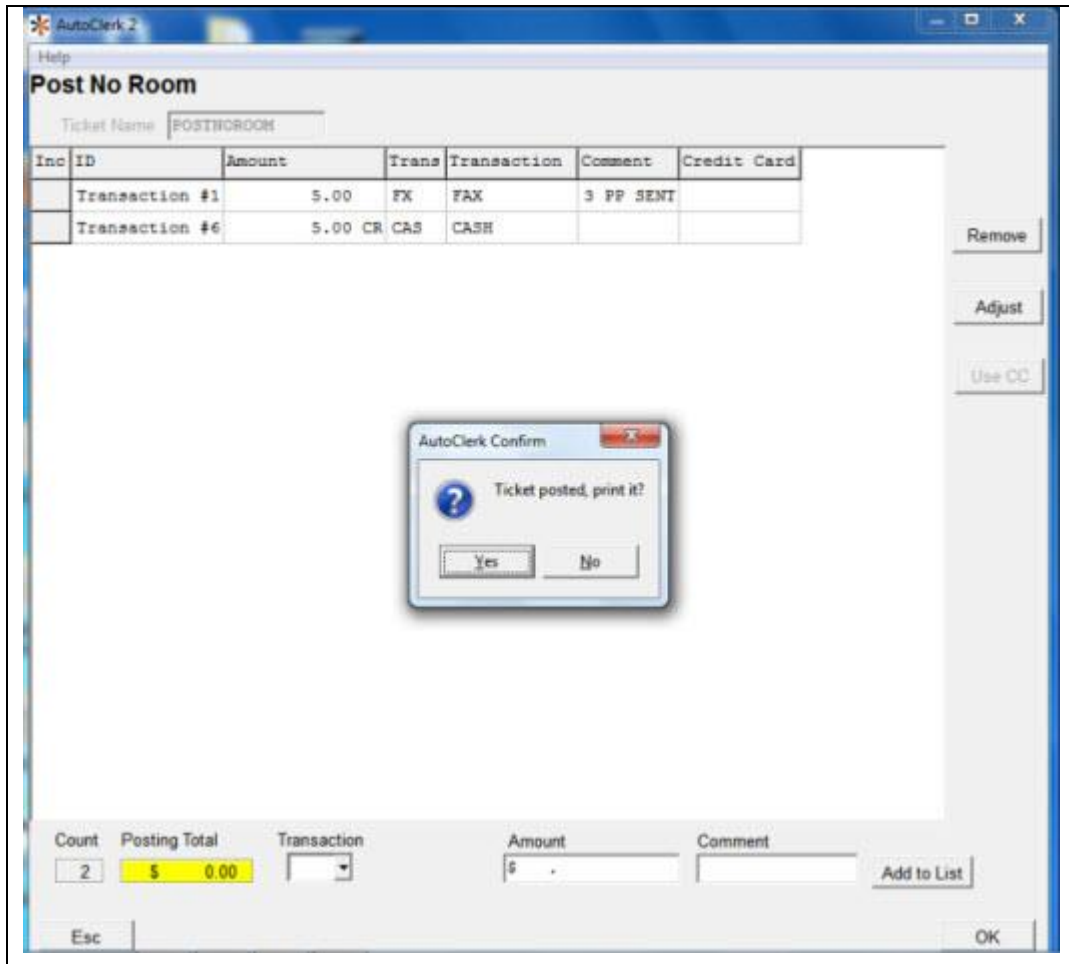 AutoClerk 2
Help
Post No Room
Ticket Name POSTNOROOM
Inc ID Amount Trans Transaction Comment Credit Card
Transaction #1 5.00 FX FAX 3 PP SENT
Transaction #6 5.00 CR CAS CASH
Remove
Adjust
Use CC
AutoClerk Confirm
Ticket posted, print it?
Yes No
Count Posting Total Transaction Amount Comment
2 $ 0.00 $ . Add to List
Esc OK